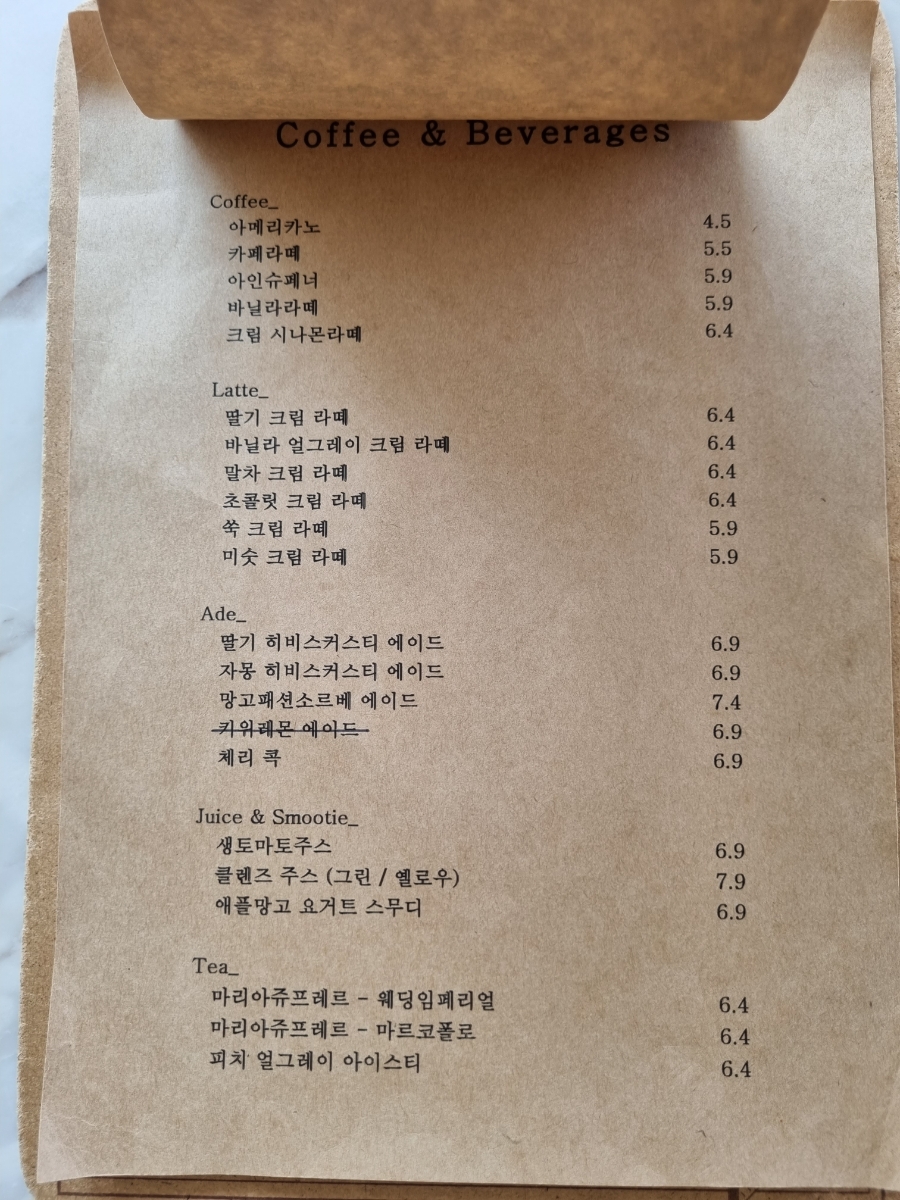 Coffee & Beverages
Coffee_
아메리카노 4.5
카페라떼 5.5
아인슈페너 5.9
바닐라라떼 5.9
크림 시나몬라떼 6.4
Latte_
딸기 크림 라떼 6.4
바닐라 얼그레이 크림 라떼 6.4
말차 크림 라떼 6.4
초콜릿 크림 라떼 6.4
쑥 크림 라떼 5.9
미숫 크림 라떼 5.9
Ade_
딸기 히비스커스티 에이드 6.9
자몽 히비스커스티 에이드 6.9
망고패션소르베 에이드 7.4
키위레몬 에이드 6.9
체리 콕 6.9
Juice & Smootie_
생토마토주스 6.9
클렌즈 주스 (그린 / 옐로우) 7.9
애플망고 요거트 스무디 6.9
Tea_
마리아쥬프레르 - 웨딩임페리얼 6.4
마리아쥬프레르 - 마르코폴로 6.4
피치 얼그레이 아이스티 6.4